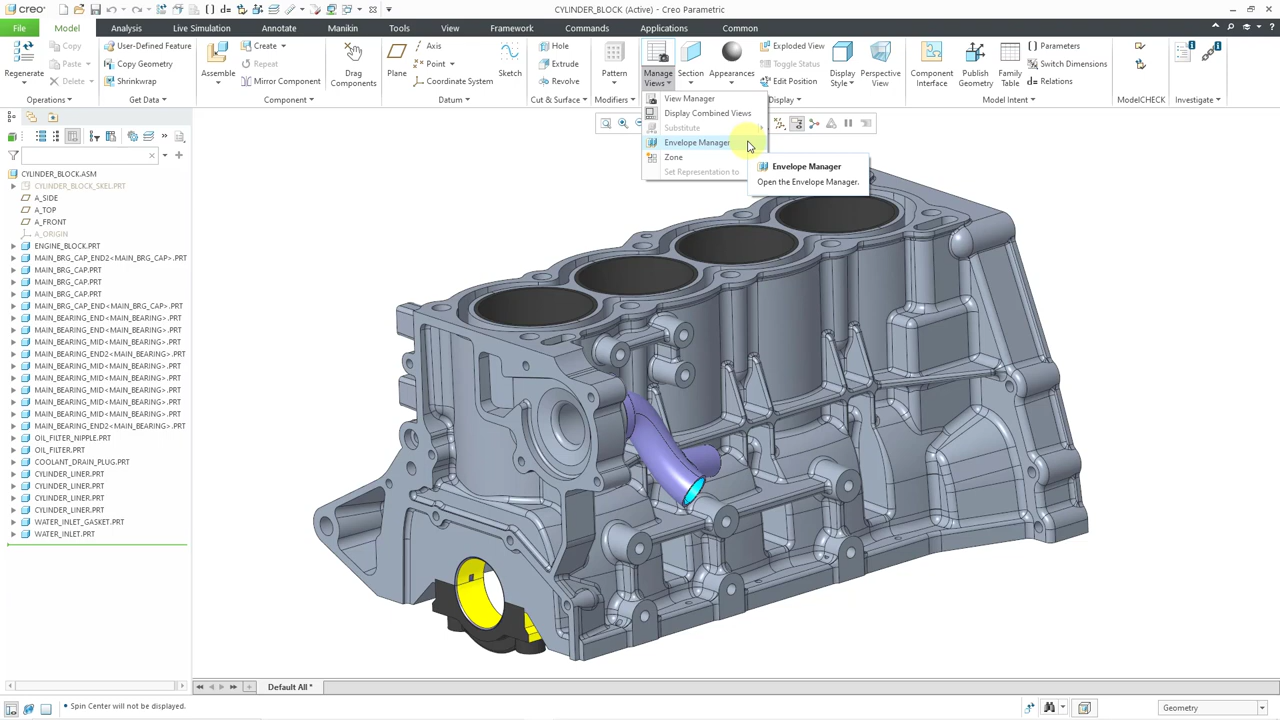 creo
CYLINDER_BLOCK (Active) - Creo Parametric
File
Model
Analysis
Live Simulation
Annotate
Tools
Manikin
View
Framework
Commands
Applications
Common
Regenerate
Copy
Paste
Delete
Operations
User-Defined Feature
Copy Geometry
Shrinkwrap
Get Data
Assemble
Create
Repeat
Mirror Component
Component
Drag Components
Plane
Axis
Point
Coordinate System
Sketch
Datum
Hole
Extrude
Revolve
Cut & Surface
Pattern
Modifiers
Manage Views
Section
Appearances
Exploded View
Toggle Status
Edit Position
Display Style
Perspective View
Display
Component Interface
Publish Geometry
Family Table
Parameters
Switch Dimensions
Relations
Model Intent
ModelCHECK
Investigate
View Manager
Display Combined Views
Substitute
Envelope Manager
Zone
Set Representation to
Envelope Manager
Open the Envelope Manager.
CYLINDER_BLOCK.ASM
CYLINDER_BLOCK_SKEL.PRT
A_SIDE
A_TOP
A_FRONT
A_ORIGIN
ENGINE_BLOCK.PRT
MAIN_BRG_CAP_END2<MAIN_BRG_CAP>.PRT
MAIN_BRG_CAP.PRT
MAIN_BRG_CAP.PRT
MAIN_BRG_CAP.PRT
MAIN_BRG_CAP_END<MAIN_BRG_CAP>.PRT
MAIN_BEARING_END<MAIN_BEARING>.PRT
MAIN_BEARING_END<MAIN_BEARING>.PRT
MAIN_BEARING_MID<MAIN_BEARING>.PRT
MAIN_BEARING_END2<MAIN_BEARING>.PRT
MAIN_BEARING_MID<MAIN_BEARING>.PRT
MAIN_BEARING_MID<MAIN_BEARING>.PRT
MAIN_BEARING_MID<MAIN_BEARING>.PRT
MAIN_BEARING_MID<MAIN_BEARING>.PRT
MAIN_BEARING_MID<MAIN_BEARING>.PRT
MAIN_BEARING_END2<MAIN_BEARING>.PRT
OIL_FILTER_NIPPLE.PRT
OIL_FILTER.PRT
COOLANT_DRAIN_PLUG.PRT
CYLINDER_LINER.PRT
CYLINDER_LINER.PRT
CYLINDER_LINER.PRT
CYLINDER_LINER.PRT
WATER_INLET_GASKET.PRT
WATER_INLET.PRT
Default All *
• Spin Center will not be displayed.
Geometry